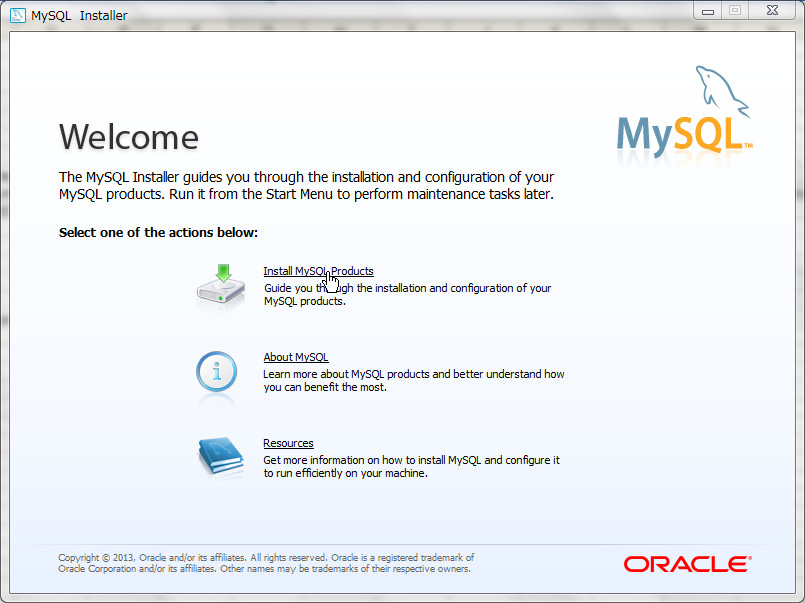 MySQL Installer
MySQL™
Welcome
The MySQL Installer guides you through the installation and configuration of your
MySQL products. Run it from the Start Menu to perform maintenance tasks later.
Select one of the actions below:
Install MySQL Products
Guide you through the installation and configuration of your
MySQL products.
About MySQL
Learn more about MySQL products and better understand how
you can benefit the most.
Resources
Get more information on how to install MySQL and configure it
to run efficiently on your machine.
Copyright © 2013, Oracle and/or its affiliates. All rights reserved. Oracle is a registered trademark of
Oracle Corporation and/or its affiliates. Other names may be trademarks of their respective owners.
ORACLE®